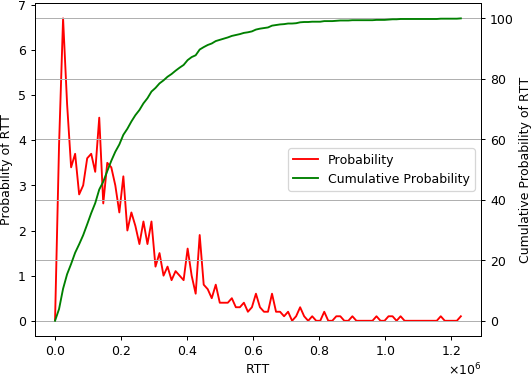 7
6
5
4
3
2
1
0
Probability of RTT
100
80
60
40
20
0
Cumulative Probability of RTT
Probability
Cumulative Probability
0.0 0.2 0.4 0.6 0.8 1.0 1.2
RTT
×10⁶